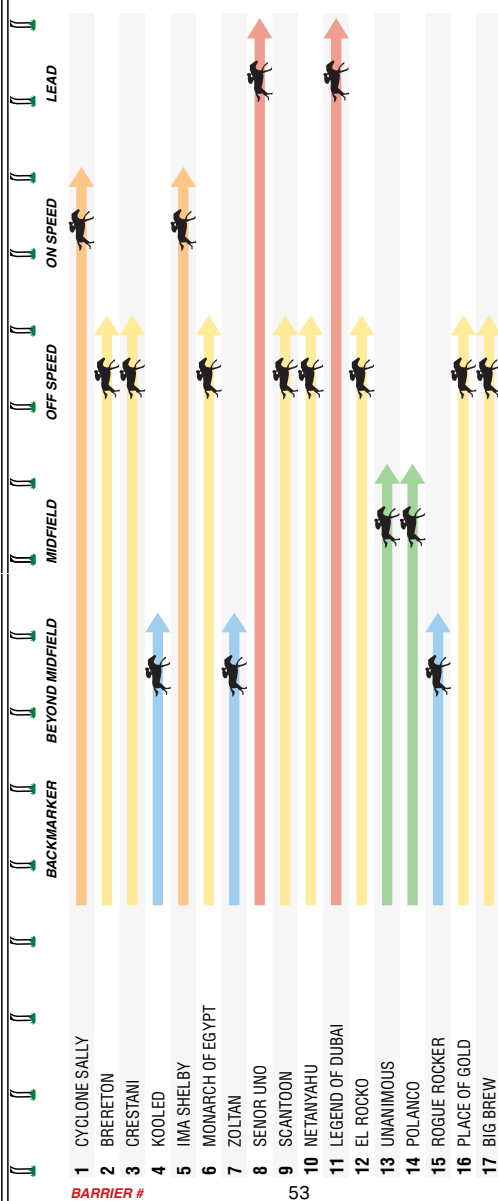 LEAD
ON SPEED
OFF SPEED
MIDFIELD
BEYOND MIDFIELD
BACKMARKER
1 CYCLONE SALLY
2 BRERETON
3 CRESTANI
4 KOOLED
5 IMA SHELBY
6 MONARCH OF EGYPT
7 ZOLTAN
8 SENOR UNO
9 SCANTOON
10 NETANYAHU
11 LEGEND OF DUBAI
12 EL ROCKO
13 UNANIMOUS
14 POLANCO
15 ROGUE ROCKER
16 PLACE OF GOLD
17 BIG BREW
BARRIER #
53